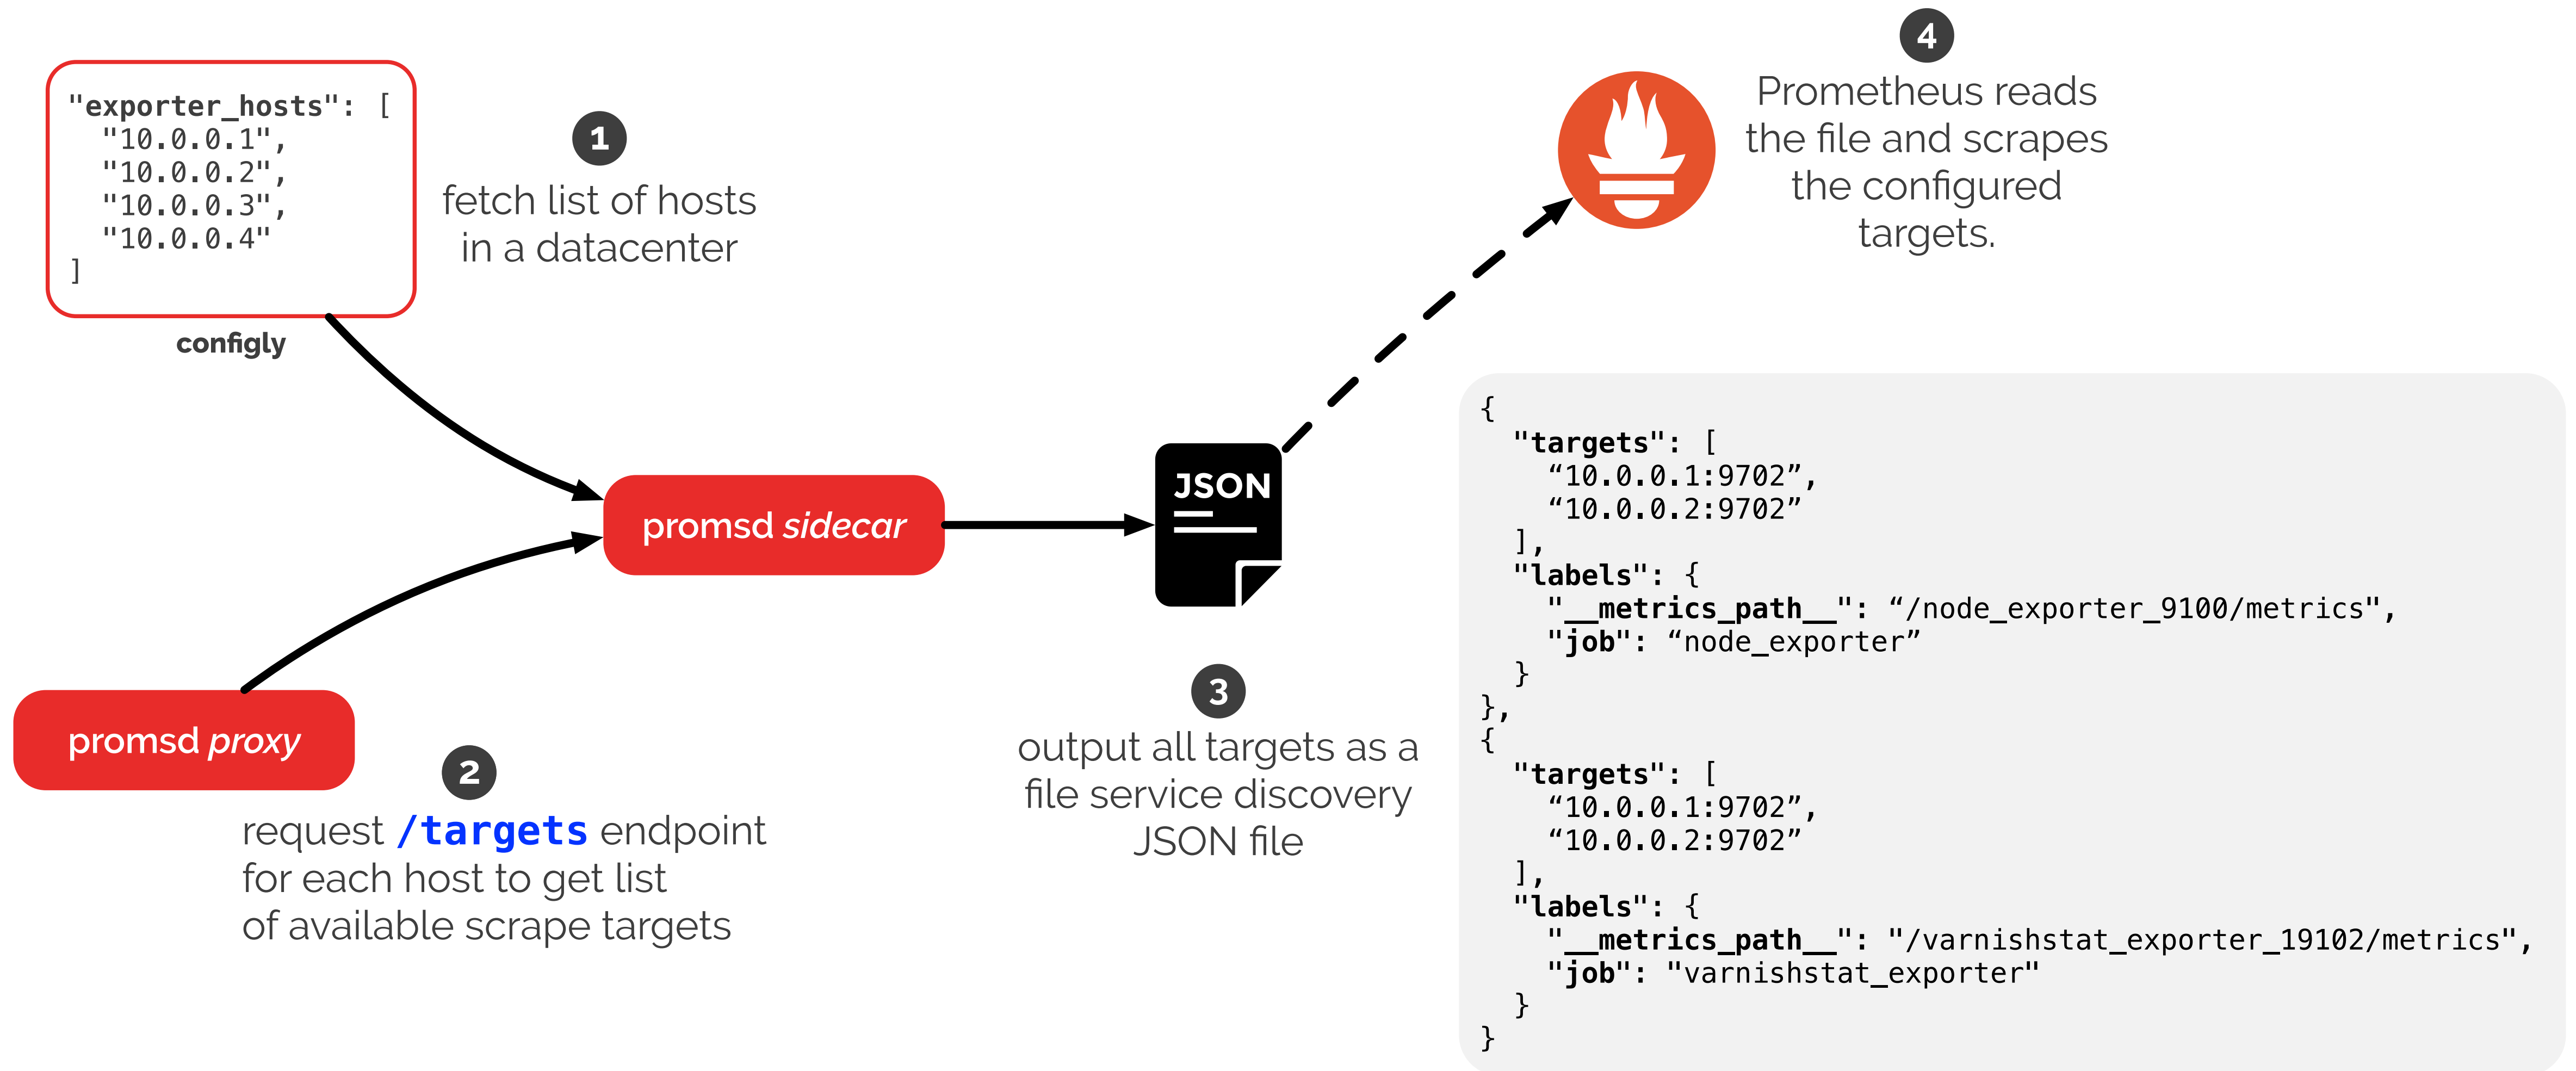 "exporter_hosts": [
"10.0.0.1",
"10.0.0.2",
"10.0.0.3",
"10.0.0.4"
]
configly
1
fetch list of hosts
in a datacenter
promsd proxy
2
request /targets endpoint
for each host to get list
of available scrape targets
promsd sidecar
JSON
3
output all targets as a
file service discovery
JSON file
4
Prometheus reads
the file and scrapes
the configured
targets.
{
"targets": [
“10.0.0.1:9702”,
“10.0.0.2:9702”
],
"labels": {
"__metrics_path__": “/node_exporter_9100/metrics",
"job": “node_exporter”
}
},
{
"targets": [
“10.0.0.1:9702”,
“10.0.0.2:9702”
],
"labels": {
"__metrics_path__": "/varnishstat_exporter_19102/metrics",
"job": "varnishstat_exporter"
}
}